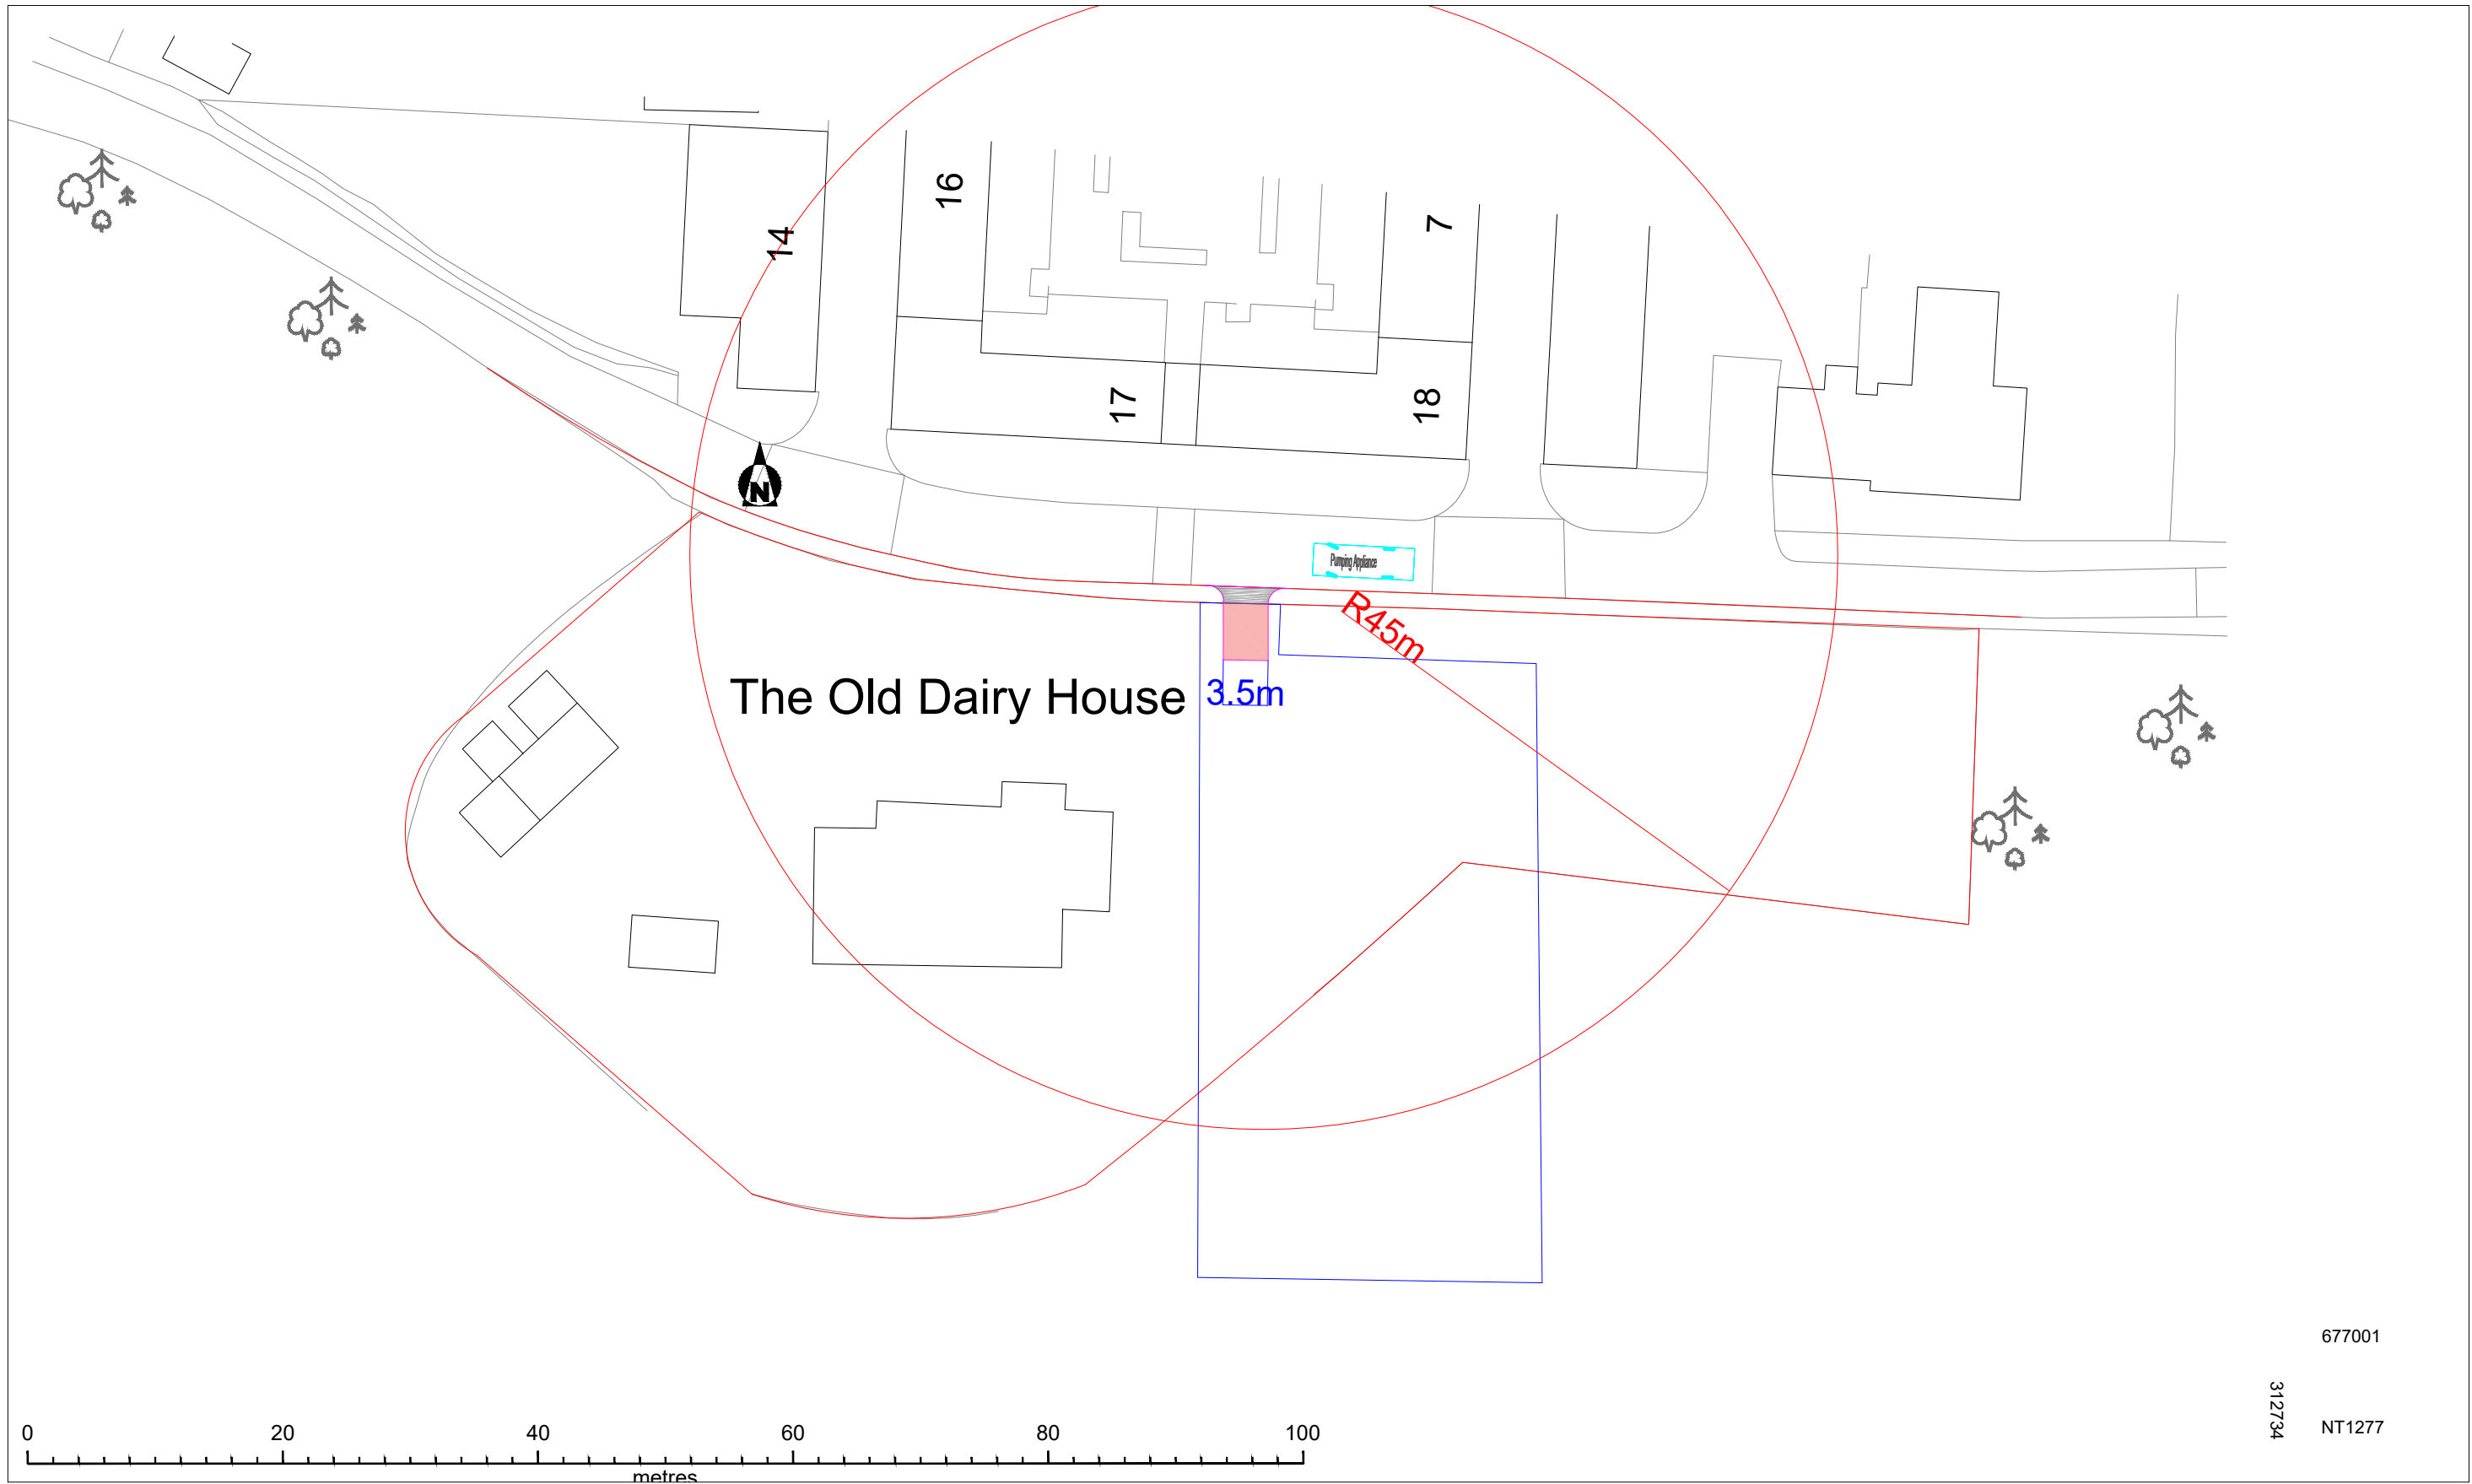 16
7
14
17
18
N
Pumping Appliance
R45m
The Old Dairy House
3.5m
677001
312734
NT1277
0 20 40 60 80 100
metres